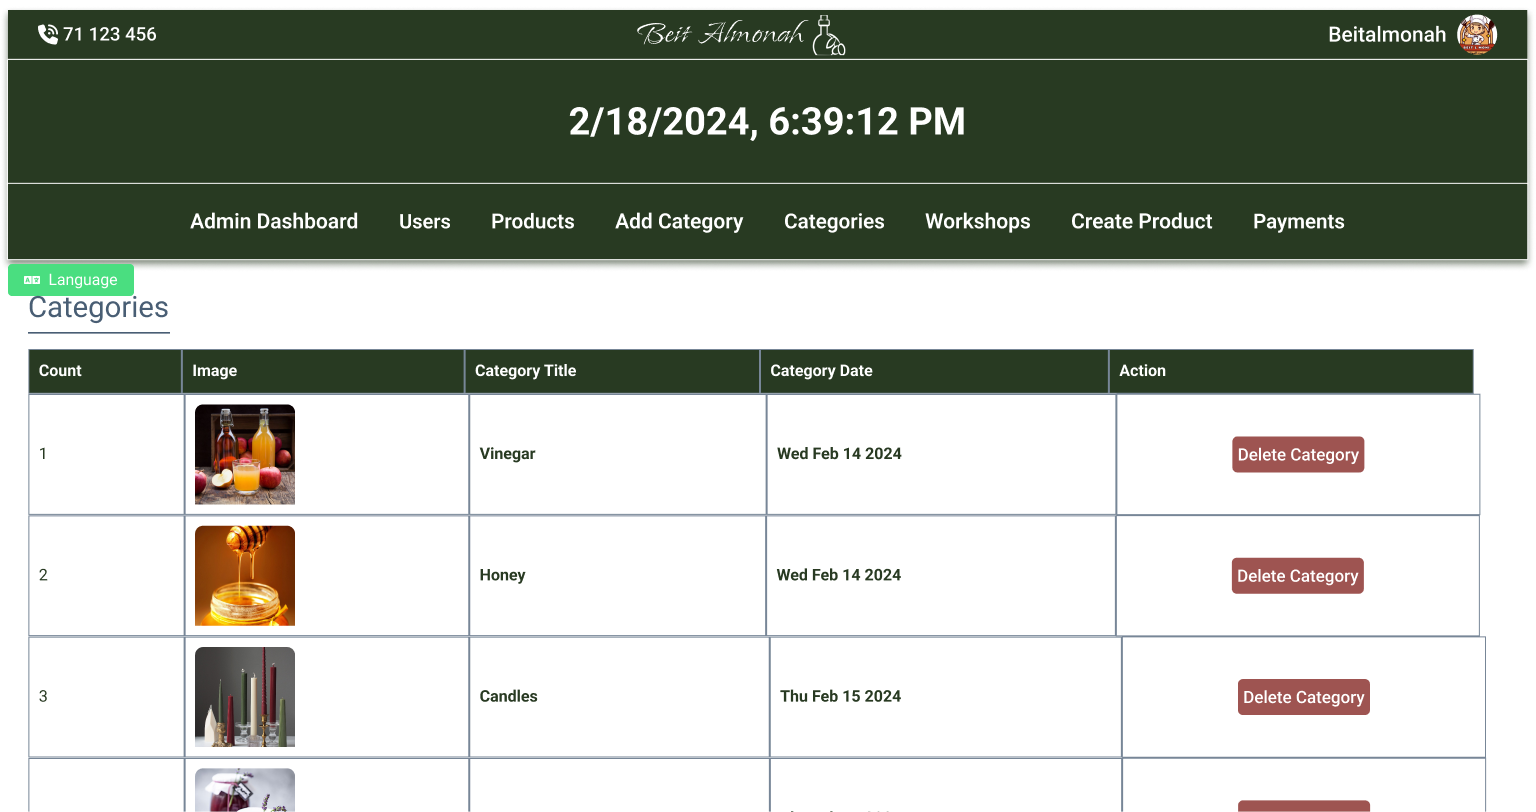 71 123 456
Beit Almonah
Beitalmonah
2/18/2024, 6:39:12 PM
Admin Dashboard Users Products Add Category Categories Workshops Create Product Payments
Language
Categories
Count Image Category Title Category Date Action
1 Vinegar Wed Feb 14 2024 Delete Category
2 Honey Wed Feb 14 2024 Delete Category
3 Candles Thu Feb 15 2024 Delete Category